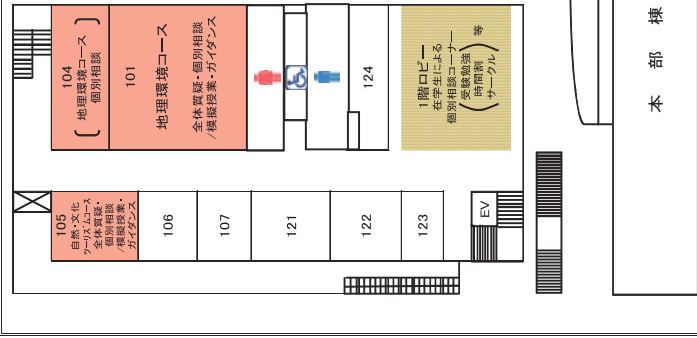 104
地理環境コース
個別相談
101
地理環境コース
全体質疑・個別相談
/模擬授業・ガイダンス
124
1階ロビー
在学生による
個別相談コーナー
受験勉強
時間割
サークル
等
本部棟
105
自然・文化
ツーリズムコース
全体質疑・
個別相談
/模擬授業・
ガイダンス
106
107
121
122
123
EV